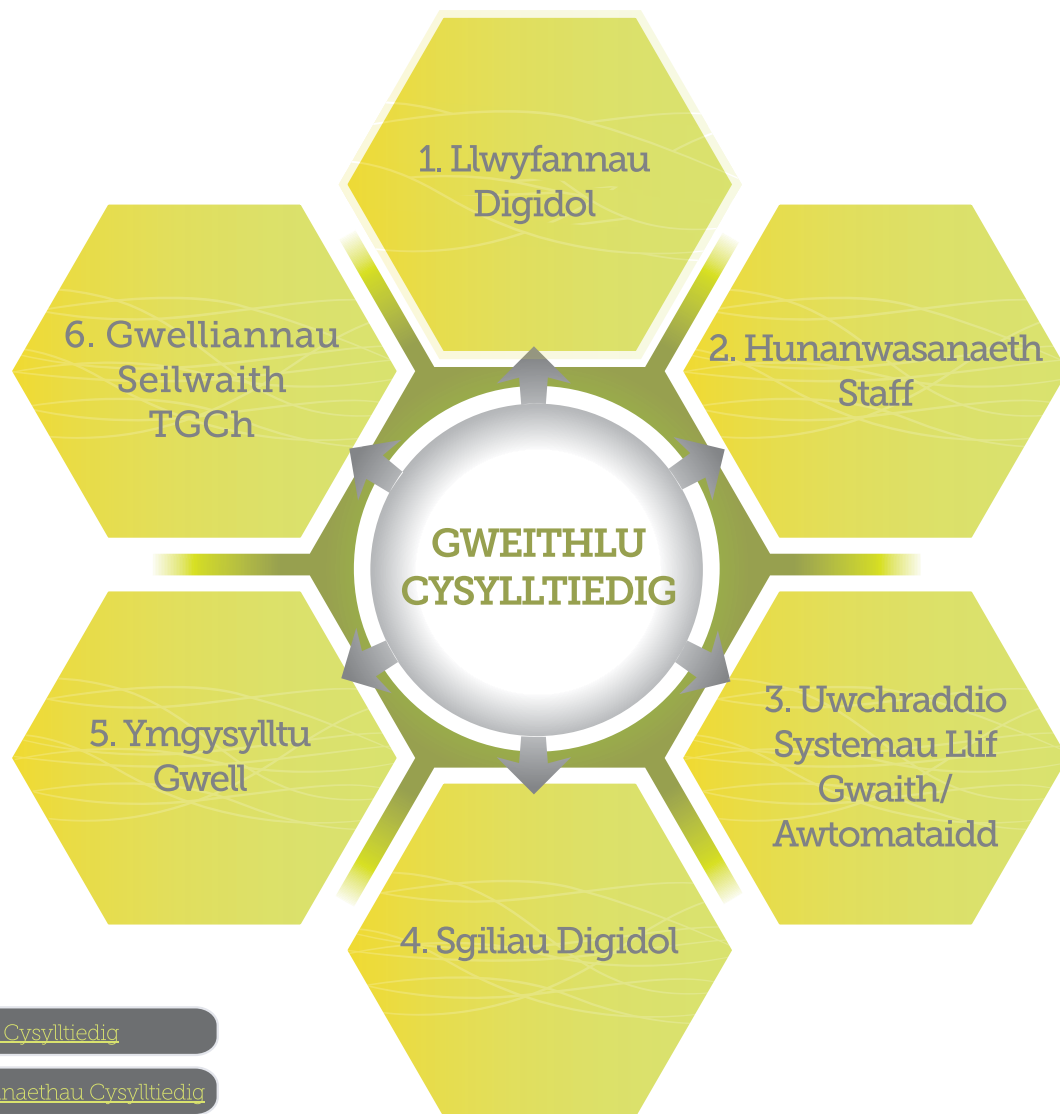 1. Llwyfannau
Digidol
2. Hunanwasanaeth
Staff
3. Uwchraddio
Systemau Llif
Gwaith/
Awtomataidd
4. Sgiliau Digidol
5. Ymgysylltu
Gwell
6. Gwelliannau
Seilwaith
TGCh
GWEITHLU
CYSYLLTIEDIG
Cysylltiedig
naethau Cysylltiedig